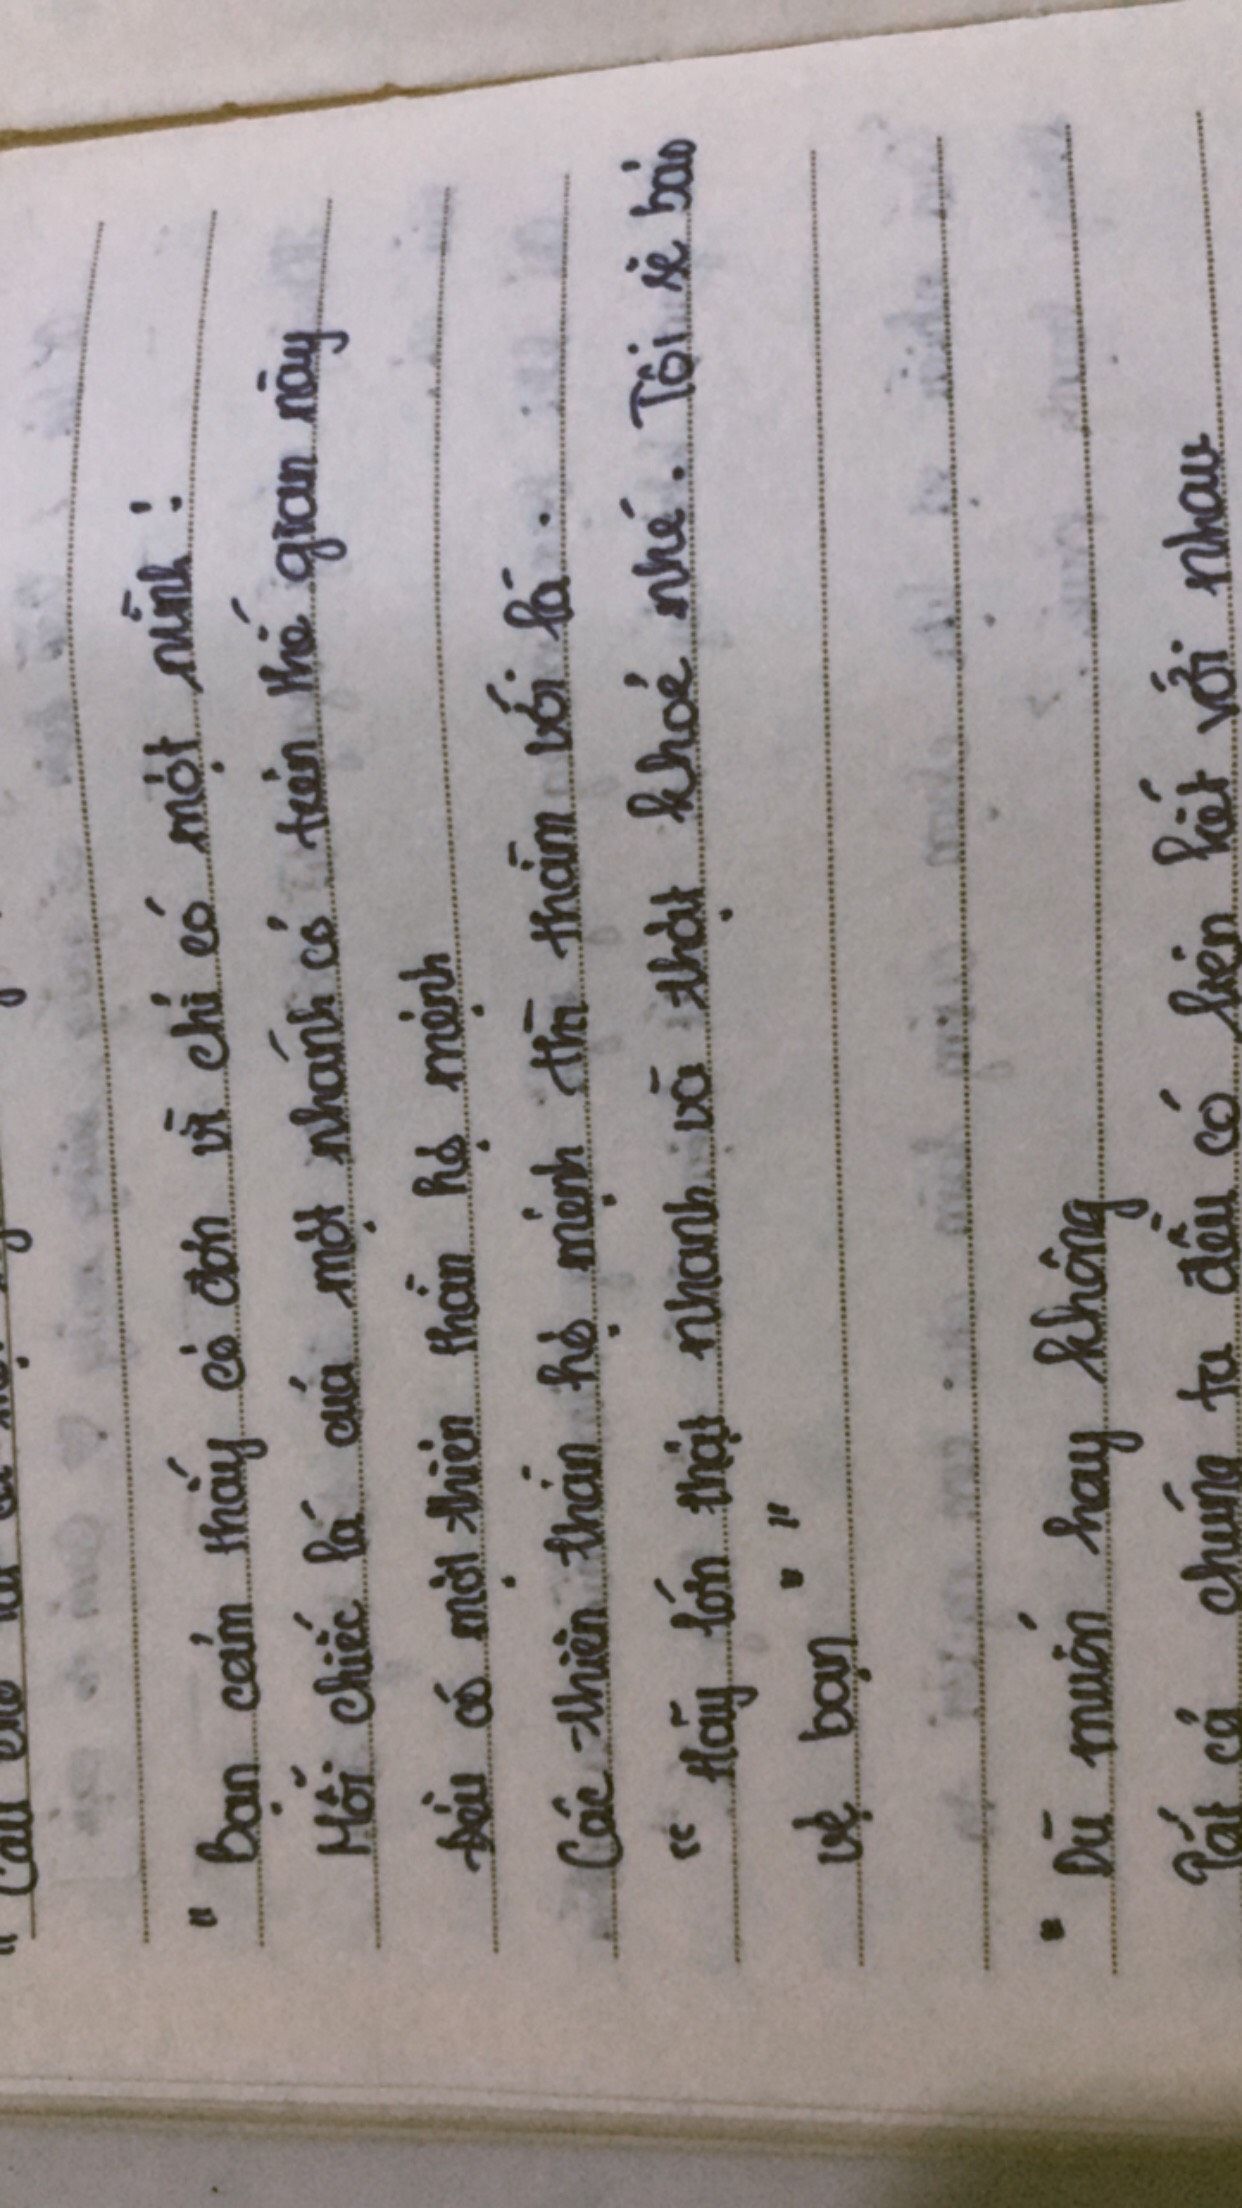 " Bạn cảm thấy cô đơn vì chỉ có một mình !
Mỗi chiếc lá của một nhánh cỏ trên thế gian này
Đều có một thiên thần hộ mệnh
Các thiên thần hộ mệnh thì thầm với lá .
" Hãy lớn thật nhanh và thật khoẻ nhé. Tôi sẽ bảo
vệ bạn " "
" Dù muốn hay không
Tất cả chúng ta đều có liên kết với nhau